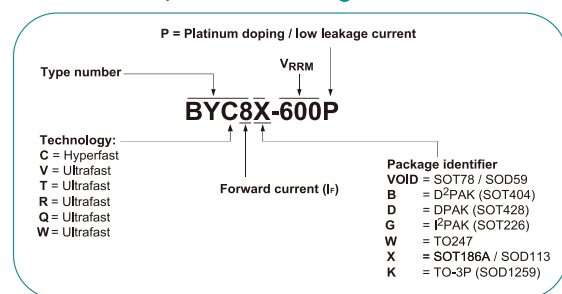 P = Platinum doping / low leakage current
Type number
VRRM
BYC8X-600P
Technology:
C = Hyperfast
V = Ultrafast
T = Ultrafast
R = Ultrafast
Q = Ultrafast
W = Ultrafast
Forward current (IF)
Package identifier
VOID = SOT78 / SOD59
B = D²PAK (SOT404)
D = DPAK (SOT428)
G = I²PAK (SOT226)
W = TO247
X = SOT186A / SOD113
K = TO-3P (SOD1259)